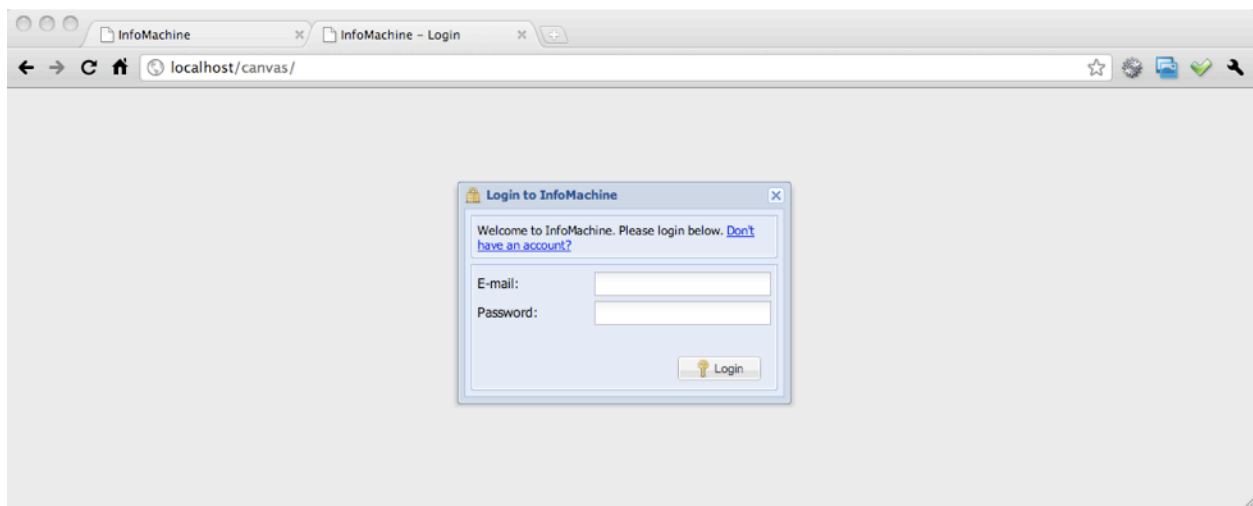 InfoMachine
InfoMachine – Login
localhost/canvas/
Login to InfoMachine
Welcome to InfoMachine. Please login below. Don't
have an account?
E-mail:
Password:
Login